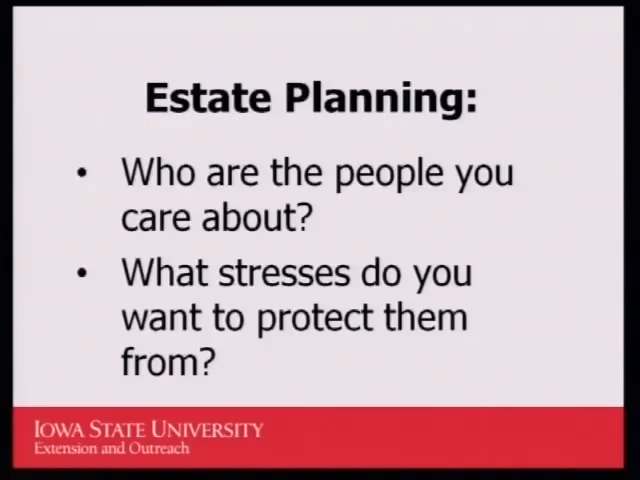 Estate Planning:
• Who are the people you
care about?
• What stresses do you
want to protect them
from?
IOWA STATE UNIVERSITY
Extension and Outreach